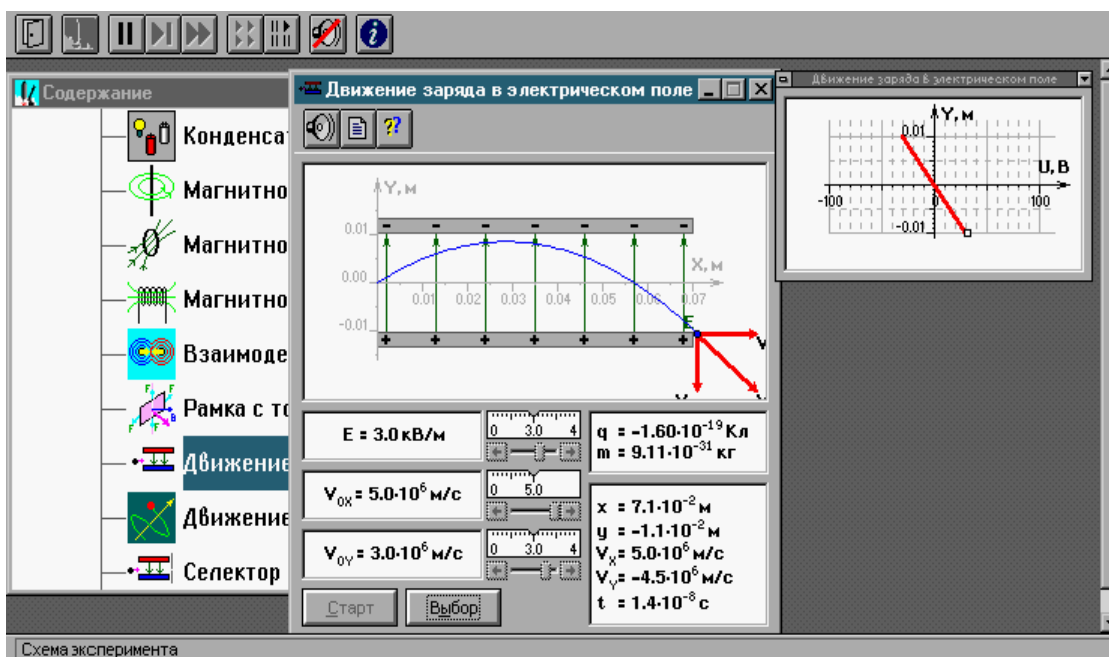 Содержание
Конденса
Магнитно
Магнитно
Магнитно
Взаимоде
Рамка с то
Движение
Движение
Селектор
Движение заряда в электрическом поле
Y, м
0.01
0.00
-0.01
X, м
0.01 0.02 0.03 0.04 0.05 0.06 0.07
E
E = 3.0 кВ/м
0 3.0 4
V₀ₓ = 5.0·10⁶ м/с
0 5.0
V₀ᵧ = 3.0·10⁶ м/с
0 3.0 4
Старт
Выбор
q = -1.60·10⁻¹⁹ Кл
m = 9.11·10⁻³¹ кг
x = 7.1·10⁻² м
y = -1.1·10⁻² м
Vₓ = 5.0·10⁶ м/с
Vᵧ = -4.5·10⁶ м/с
t = 1.4·10⁻⁸ с
Движение заряда в электрическом поле
Y, м
0.01
U, В
-100 0 100
-0.01
Схема эксперимента